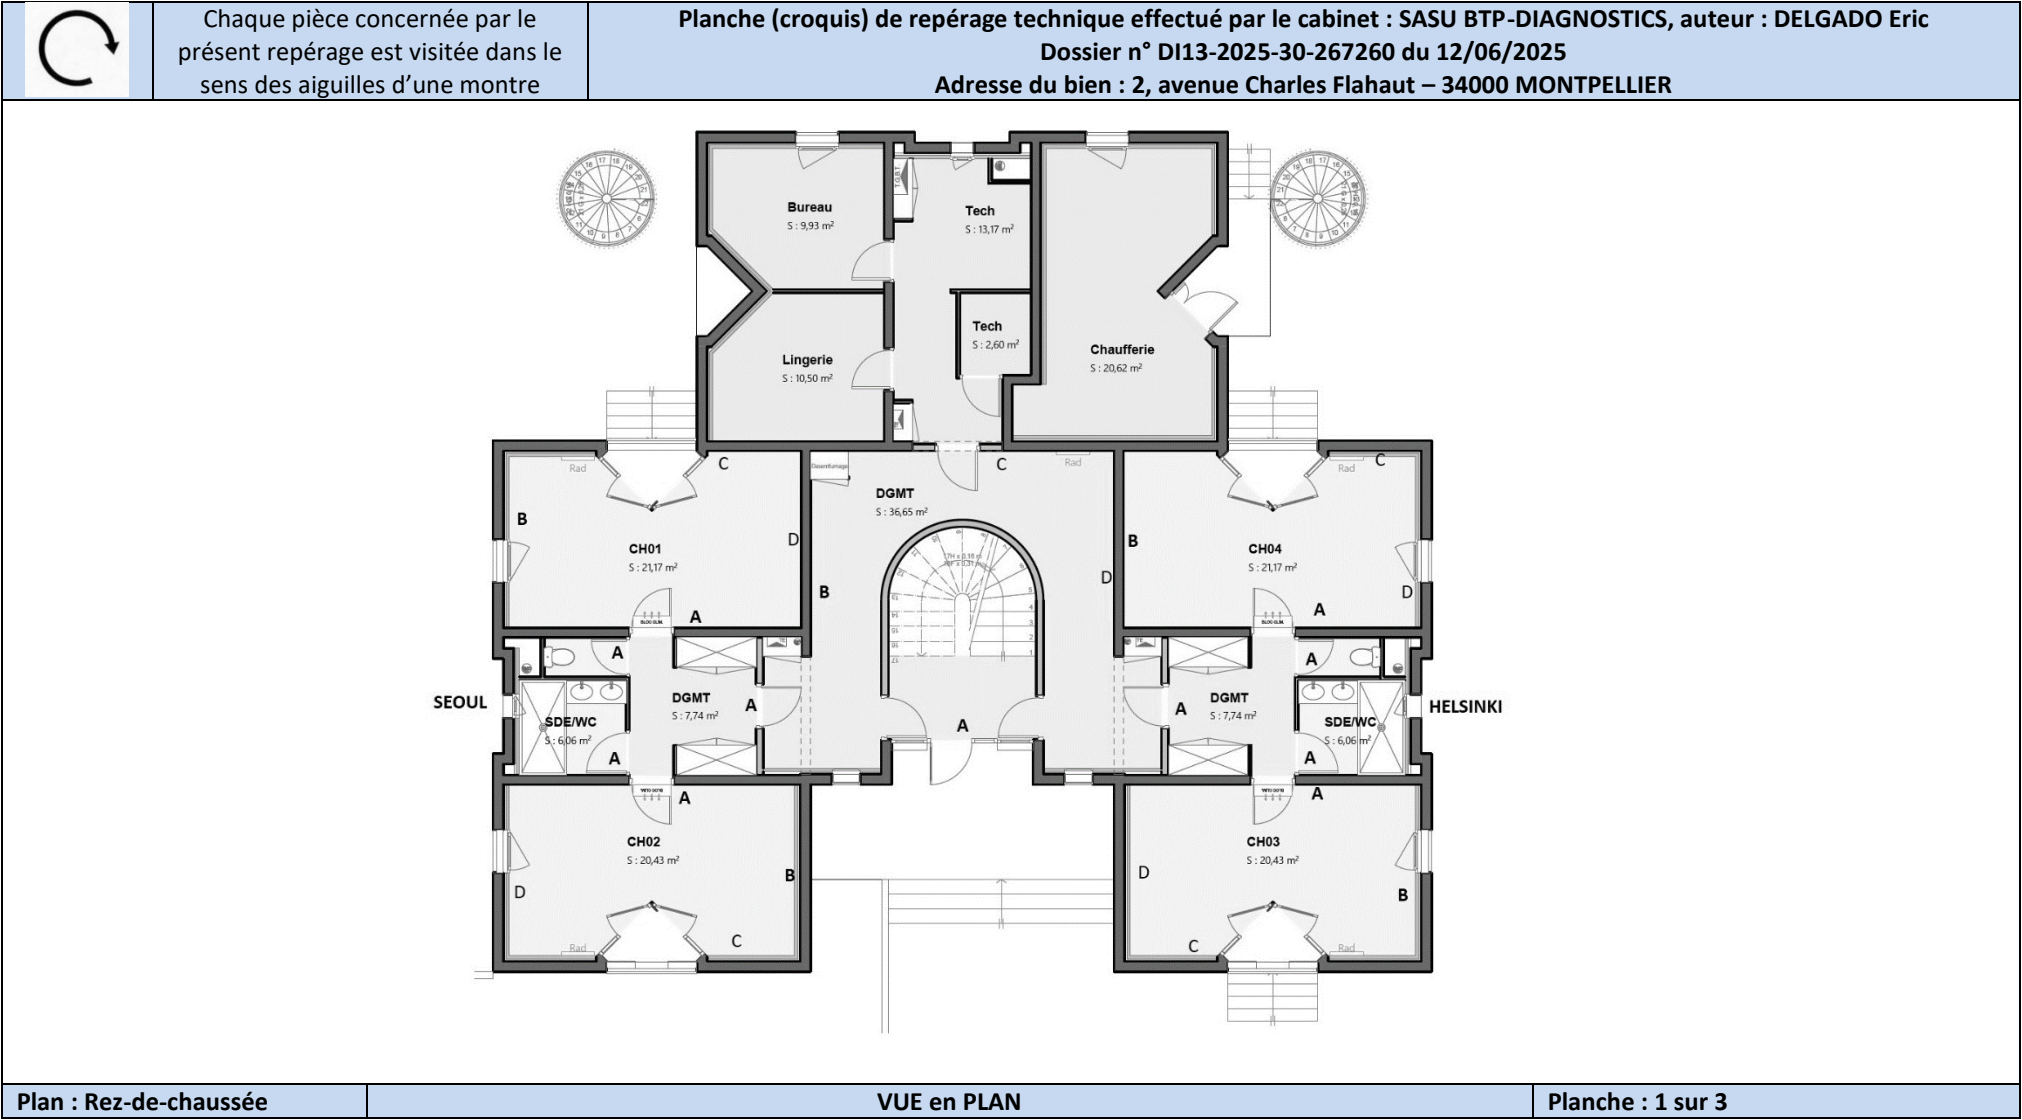 Chaque pièce concernée par le
présent repérage est visitée dans le
sens des aiguilles d'une montre
Planche (croquis) de repérage technique effectué par le cabinet : SASU BTP-DIAGNOSTICS, auteur : DELGADO Eric
Dossier n° DI13-2025-30-267260 du 12/06/2025
Adresse du bien : 2, avenue Charles Flahaut – 34000 MONTPELLIER
Bureau
S : 9,93 m²
Tech
S : 13,17 m²
Tech
S : 2,60 m²
Chaufferie
S : 20,62 m²
Lingerie
S : 10,50 m²
Rad
C
B
CH01
S : 21,17 m²
D
A
Desenfumage
DGMT
S : 36,65 m²
C
Rad
B
D
A
Rad
C
B
CH04
S : 21,17 m²
D
A
SEOUL
A
SDE/WC
S : 6,06 m²
A
DGMT
S : 7,74 m²
A
A
DGMT
S : 7,74 m²
A
SDE/WC
S : 6,06 m²
A
HELSINKI
A
CH02
S : 20,43 m²
B
D
C
Rad
A
CH03
S : 20,43 m²
D
B
C
Rad
Plan : Rez-de-chaussée
VUE en PLAN
Planche : 1 sur 3